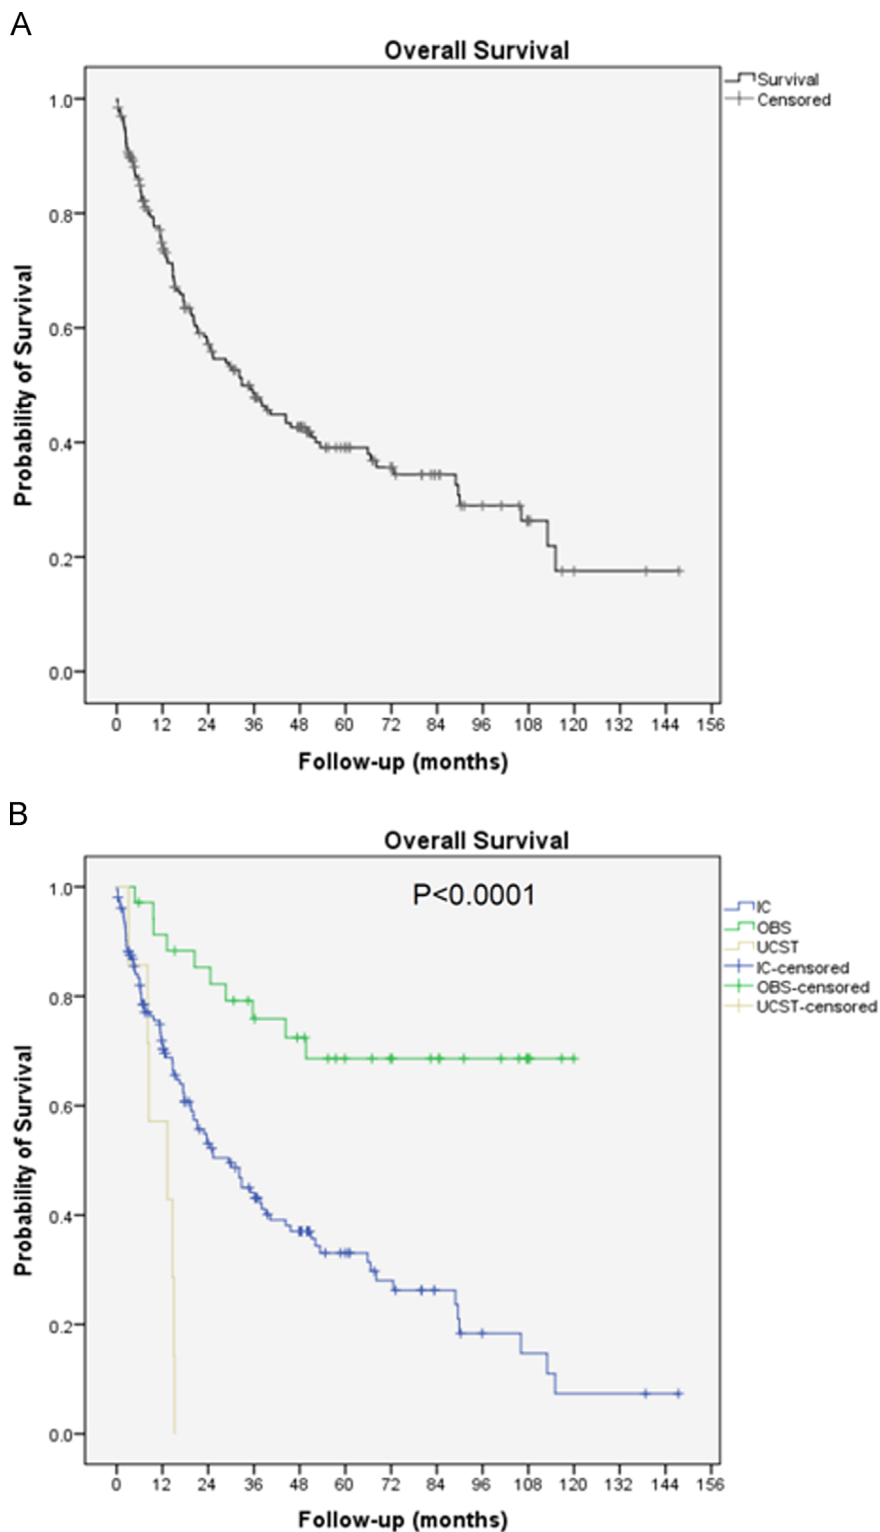 A
Overall Survival
Survival
Censored
1.0
0.8
0.6
0.4
0.2
0.0
Probability of Survival
0 12 24 36 48 60 72 84 96 108 120 132 144 156
Follow-up (months)
B
Overall Survival
P<0.0001
IC
OBS
UCST
IC-censored
OBS-censored
UCST-censored
1.0
0.8
0.6
0.4
0.2
0.0
Probability of Survival
0 12 24 36 48 60 72 84 96 108 120 132 144 156
Follow-up (months)